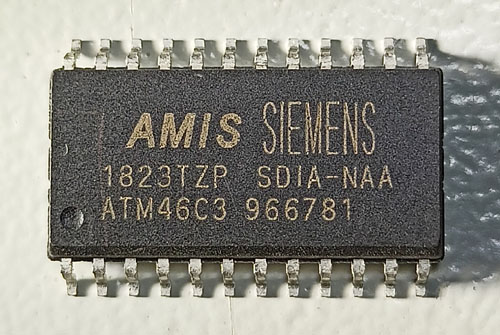 AMIS SIEMENS
1823TZP SDIA-NAA
ATM46C3 966781